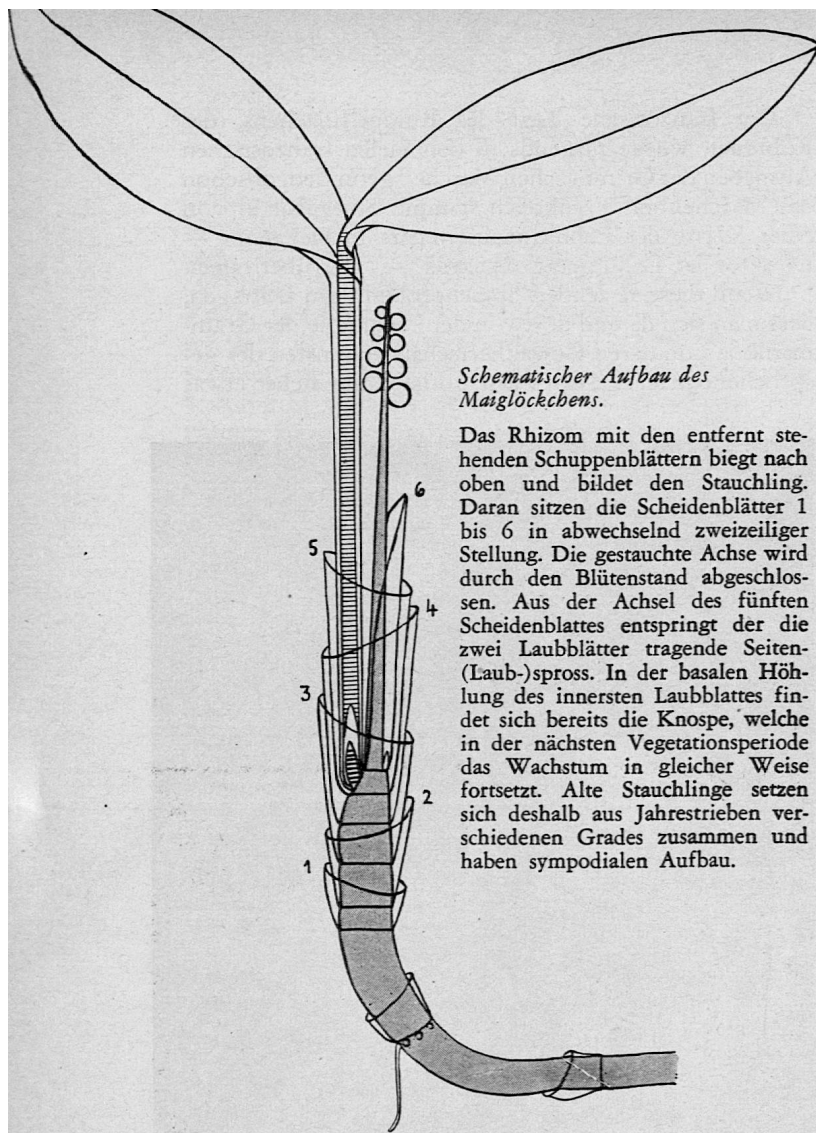 Schematischer Aufbau des
Maiglöckchens.
Das Rhizom mit den entfernt ste-
henden Schuppenblättern biegt nach
oben und bildet den Stauchling.
Daran sitzen die Scheidenblätter 1
bis 6 in abwechselnd zweizeiliger
Stellung. Die gestauchte Achse wird
durch den Blütenstand abgeschlos-
sen. Aus der Achsel des fünften
Scheidenblattes entspringt der die
zwei Laubblätter tragende Seiten-
(Laub-)spross. In der basalen Höh-
lung des innersten Laubblattes fin-
det sich bereits die Knospe, welche
in der nächsten Vegetationsperiode
das Wachstum in gleicher Weise
fortsetzt. Alte Stauchlinge setzen
sich deshalb aus Jahrestrieben ver-
schiedenen Grades zusammen und
haben sympodialen Aufbau.
6
5
4
3
2
1